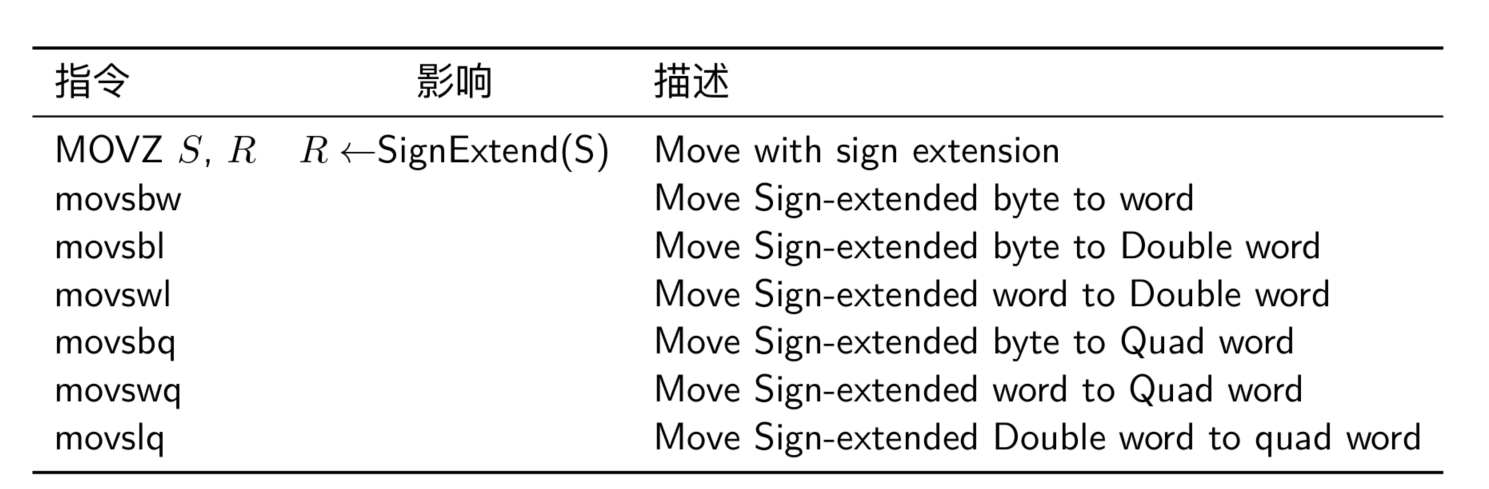 指令 影响 描述
MOVZ S, R R ←SignExtend(S) Move with sign extension
movsbw Move Sign-extended byte to word
movsbl Move Sign-extended byte to Double word
movswl Move Sign-extended word to Double word
movsbq Move Sign-extended byte to Quad word
movswq Move Sign-extended word to Quad word
movslq Move Sign-extended Double word to quad word